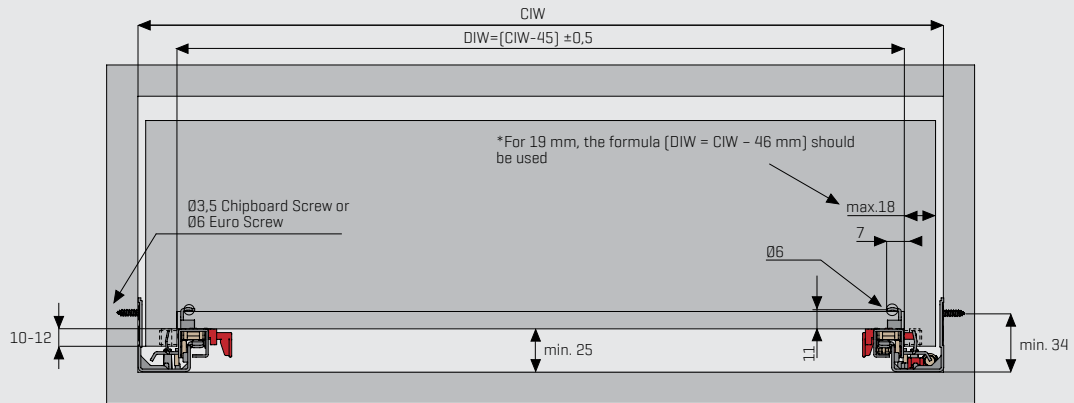 CIW
DIW=(CIW-45) ±0,5
*For 19 mm, the formula (DIW = CIW – 46 mm) should
be used
Ø3,5 Chipboard Screw or
Ø6 Euro Screw
max.18
7
Ø6
10-12
min. 25
11
min. 34